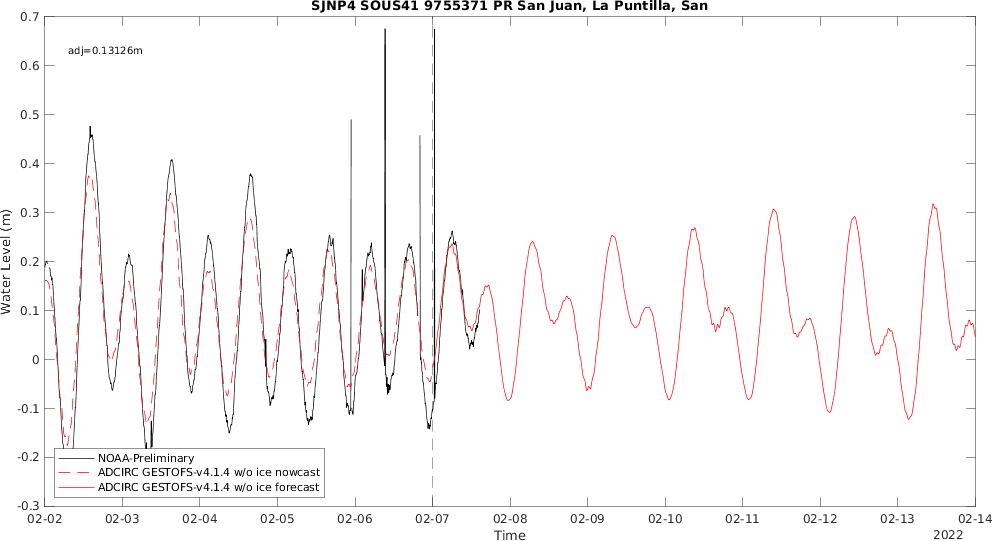 SJNP4 SOUS41 9755371 PR San Juan, La Puntilla, San
adj=0.13126m
0.7
0.6
0.5
0.4
0.3
0.2
0.1
0
-0.1
-0.2
-0.3
Water Level (m)
NOAA-Preliminary
ADCIRC GESTOFS-v4.1.4 w/o ice nowcast
ADCIRC GESTOFS-v4.1.4 w/o ice forecast
02-02 02-03 02-04 02-05 02-06 02-07 02-08 02-09 02-10 02-11 02-12 02-13 02-14
Time
2022